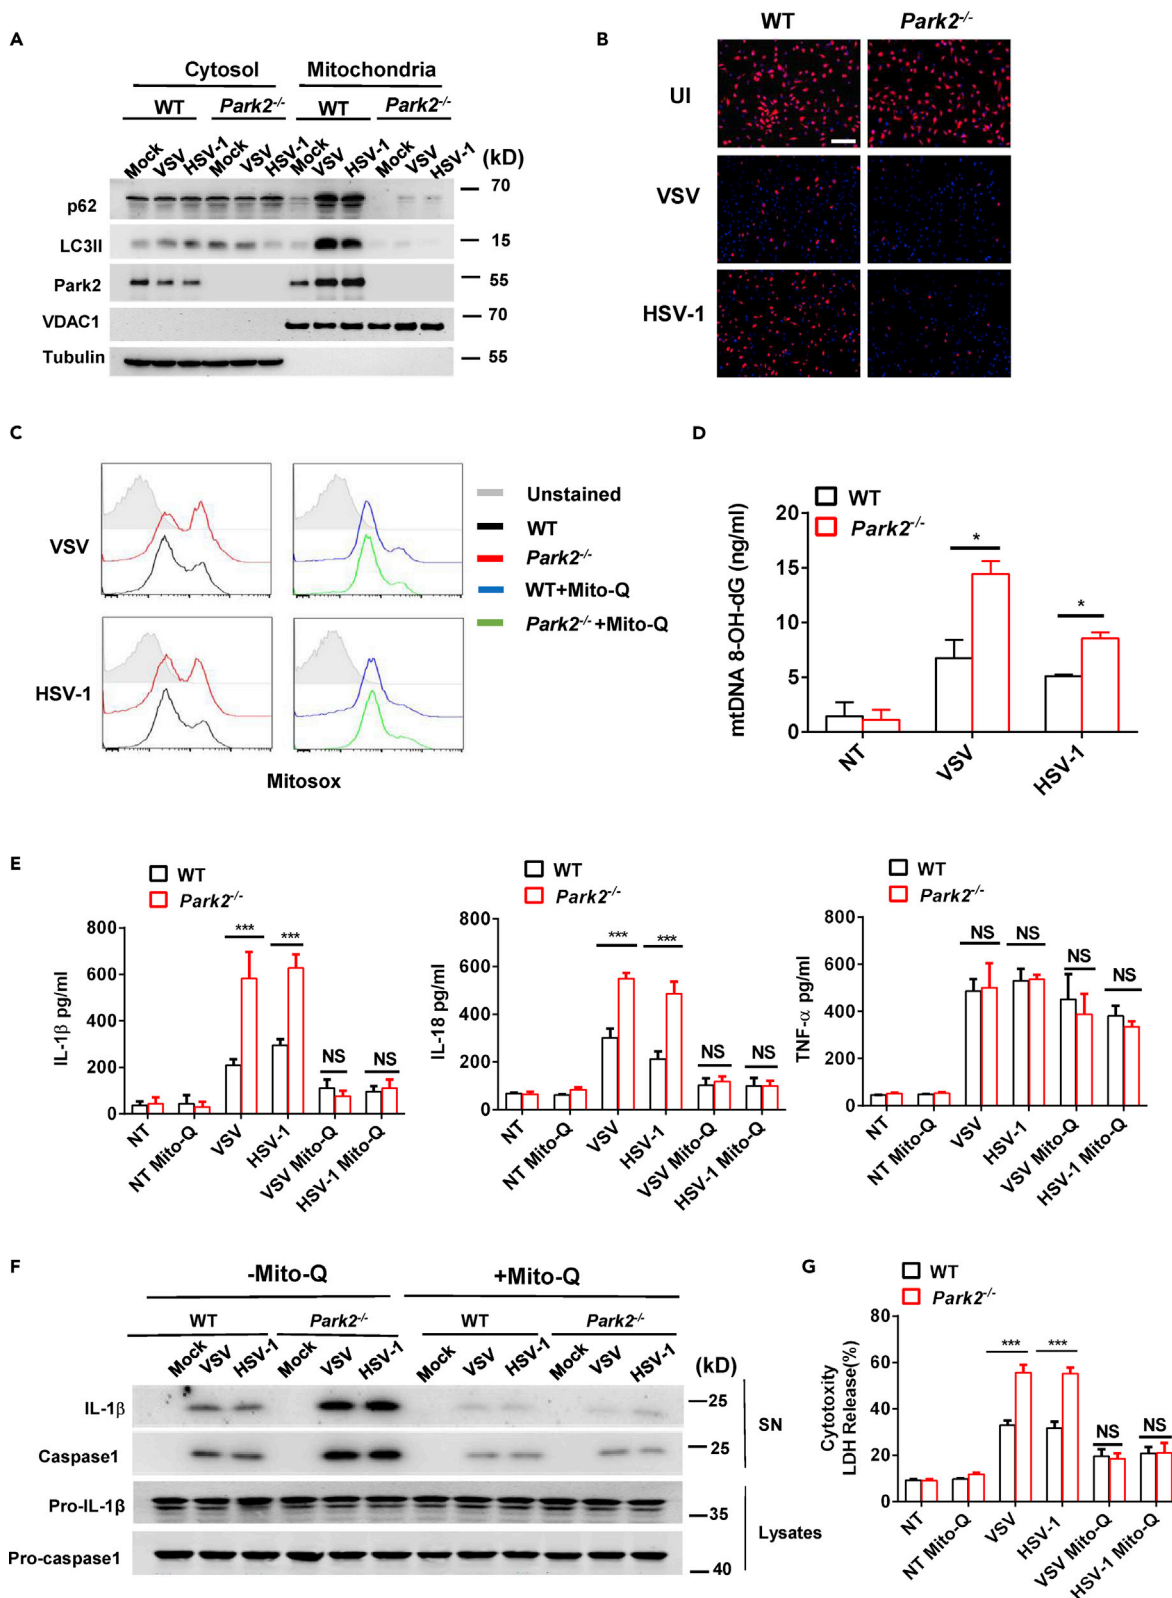 A
Cytosol Mitochondria
WT Park2-/- WT Park2-/-
Mock VSV HSV-1 Mock VSV HSV-1 Mock VSV HSV-1 Mock VSV HSV-1 (kD)
p62 70
LC3II 15
Park2 55
VDAC1 70
Tubulin 55
B
WT Park2-/-
UI
VSV
HSV-1
C
VSV
HSV-1
Mitosox
Unstained
WT
Park2-/-
WT+Mito-Q
Park2-/- +Mito-Q
D
WT
Park2-/-
mtDNA 8-OH-dG (ng/ml)
20
15
10
5
0
* *
NT VSV HSV-1
E
WT
Park2-/-
IL-1β pg/ml
800
600
400
200
0
*** *** NS NS
NT NT Mito-Q VSV HSV-1 VSV Mito-Q HSV-1 Mito-Q
WT
Park2-/-
IL-18 pg/ml
800
600
400
200
0
*** *** NS NS
NT NT Mito-Q VSV HSV-1 VSV Mito-Q HSV-1 Mito-Q
WT
Park2-/-
TNF-α pg/ml
800
600
400
200
0
NS NS NS NS
NT NT Mito-Q VSV HSV-1 VSV Mito-Q HSV-1 Mito-Q
F
-Mito-Q +Mito-Q
WT Park2-/- WT Park2-/-
Mock VSV HSV-1 Mock VSV HSV-1 Mock VSV HSV-1 Mock VSV HSV-1 (kD)
IL-1β 25
Caspase1 25
SN
Pro-IL-1β 35
Pro-caspase1 40
Lysates
G
WT
Park2-/-
Cytotoxity
LDH Release(%)
80
60
40
20
0
*** *** NS NS
NT NT Mito-Q VSV HSV-1 VSV Mito-Q HSV-1 Mito-Q